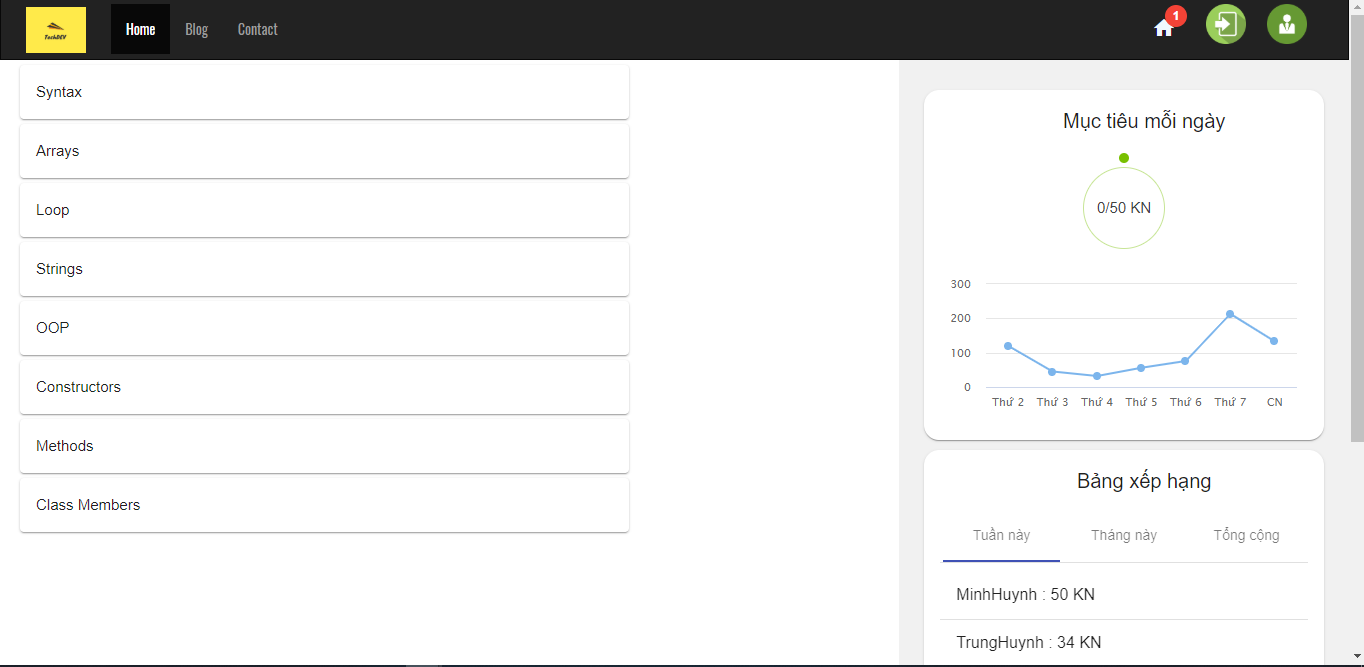 TechDEV
Home Blog Contact
1
Syntax
Arrays
Loop
Strings
OOP
Constructors
Methods
Class Members
Mục tiêu mỗi ngày
0/50 KN
300
200
100
0
Thứ 2 Thứ 3 Thứ 4 Thứ 5 Thứ 6 Thứ 7 CN
Bảng xếp hạng
Tuần này Tháng này Tổng cộng
MinhHuynh : 50 KN
TrungHuynh : 34 KN